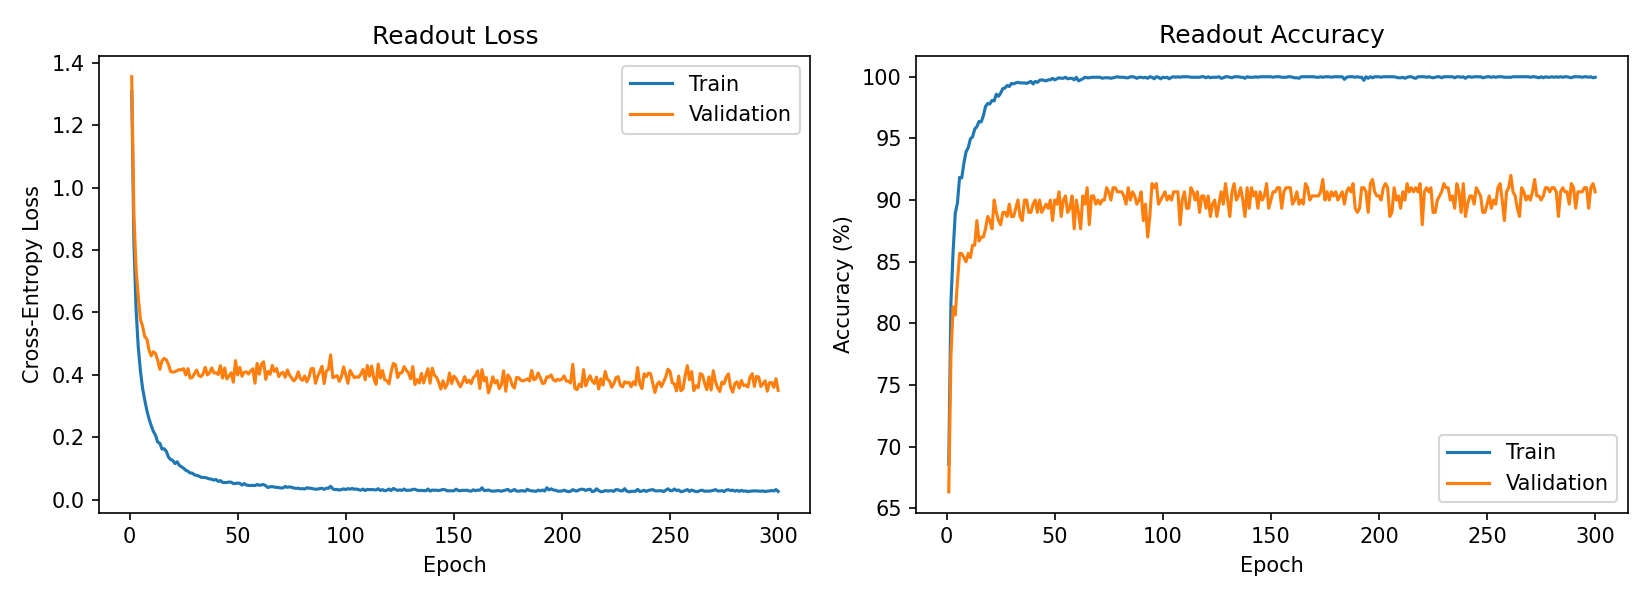 Readout Loss
Cross-Entropy Loss
1.4
1.2
1.0
0.8
0.6
0.4
0.2
0.0
Train
Validation
0 50 100 150 200 250 300
Epoch
Readout Accuracy
Accuracy (%)
100
95
90
85
80
75
70
65
Train
Validation
0 50 100 150 200 250 300
Epoch